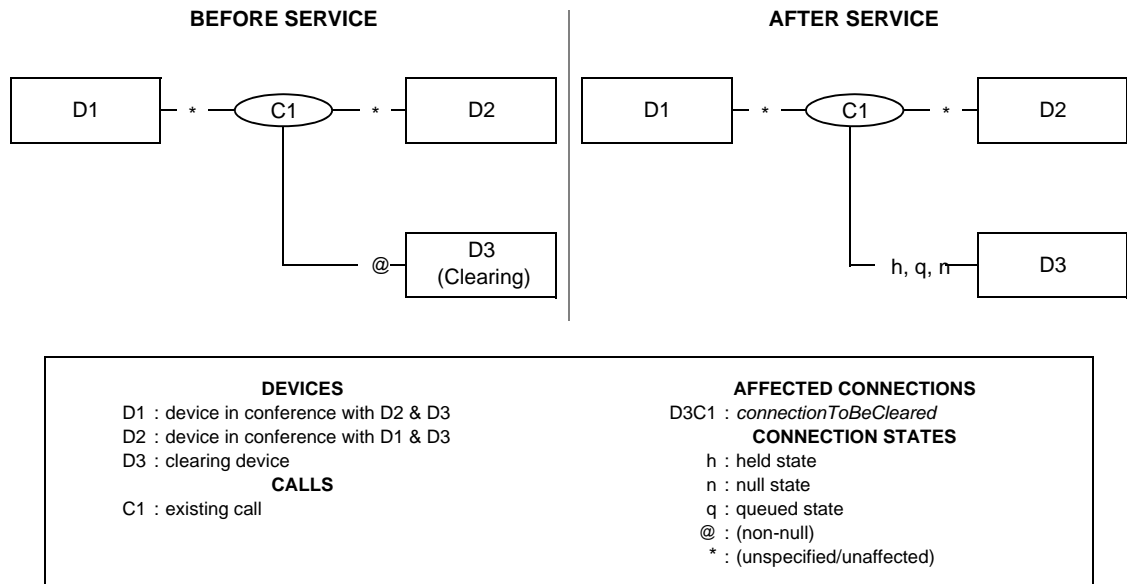 BEFORE SERVICE
AFTER SERVICE
D1 * C1 * D2
D1 * C1 * D2
@ D3
(Clearing)
h, q, n D3
DEVICES
D1 : device in conference with D2 & D3
D2 : device in conference with D1 & D3
D3 : clearing device
CALLS
C1 : existing call
AFFECTED CONNECTIONS
D3C1 : connectionToBeCleared
CONNECTION STATES
h : held state
n : null state
q : queued state
@ : (non-null)
* : (unspecified/unaffected)